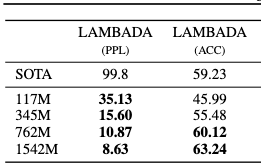 LAMBADA LAMBADA
(PPL) (ACC)
SOTA 99.8 59.23
117M 35.13 45.99
345M 15.60 55.48
762M 10.87 60.12
1542M 8.63 63.24